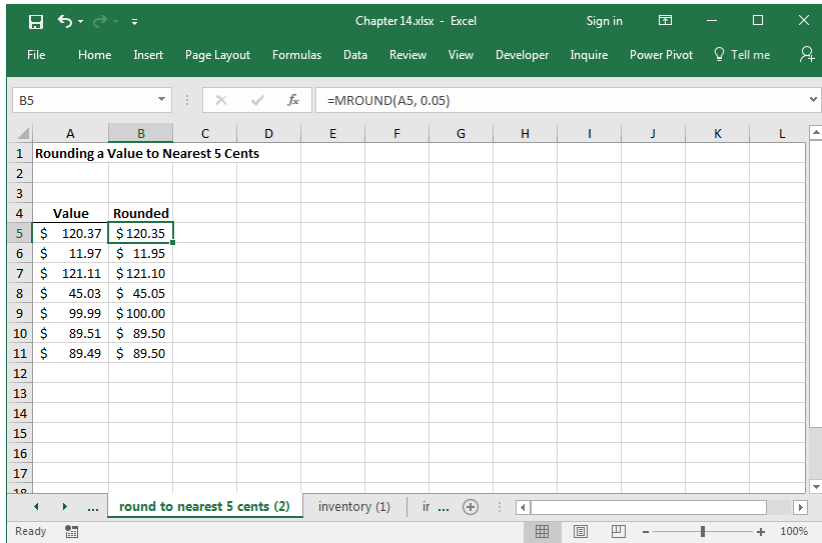 Chapter 14.xlsx - Excel Sign in
File Home Insert Page Layout Formulas Data Review View Developer Inquire Power Pivot Tell me
B5 fx =MROUND(A5, 0.05)
A B C D E F G H I J K L
1 Rounding a Value to Nearest 5 Cents
2
3
4 Value Rounded
5 $ 120.37 $ 120.35
6 $ 11.97 $ 11.95
7 $ 121.11 $ 121.10
8 $ 45.03 $ 45.05
9 $ 99.99 $ 100.00
10 $ 89.51 $ 89.50
11 $ 89.49 $ 89.50
12
13
14
15
16
17
18
... round to nearest 5 cents (2) inventory (1) ir ...
Ready 100%